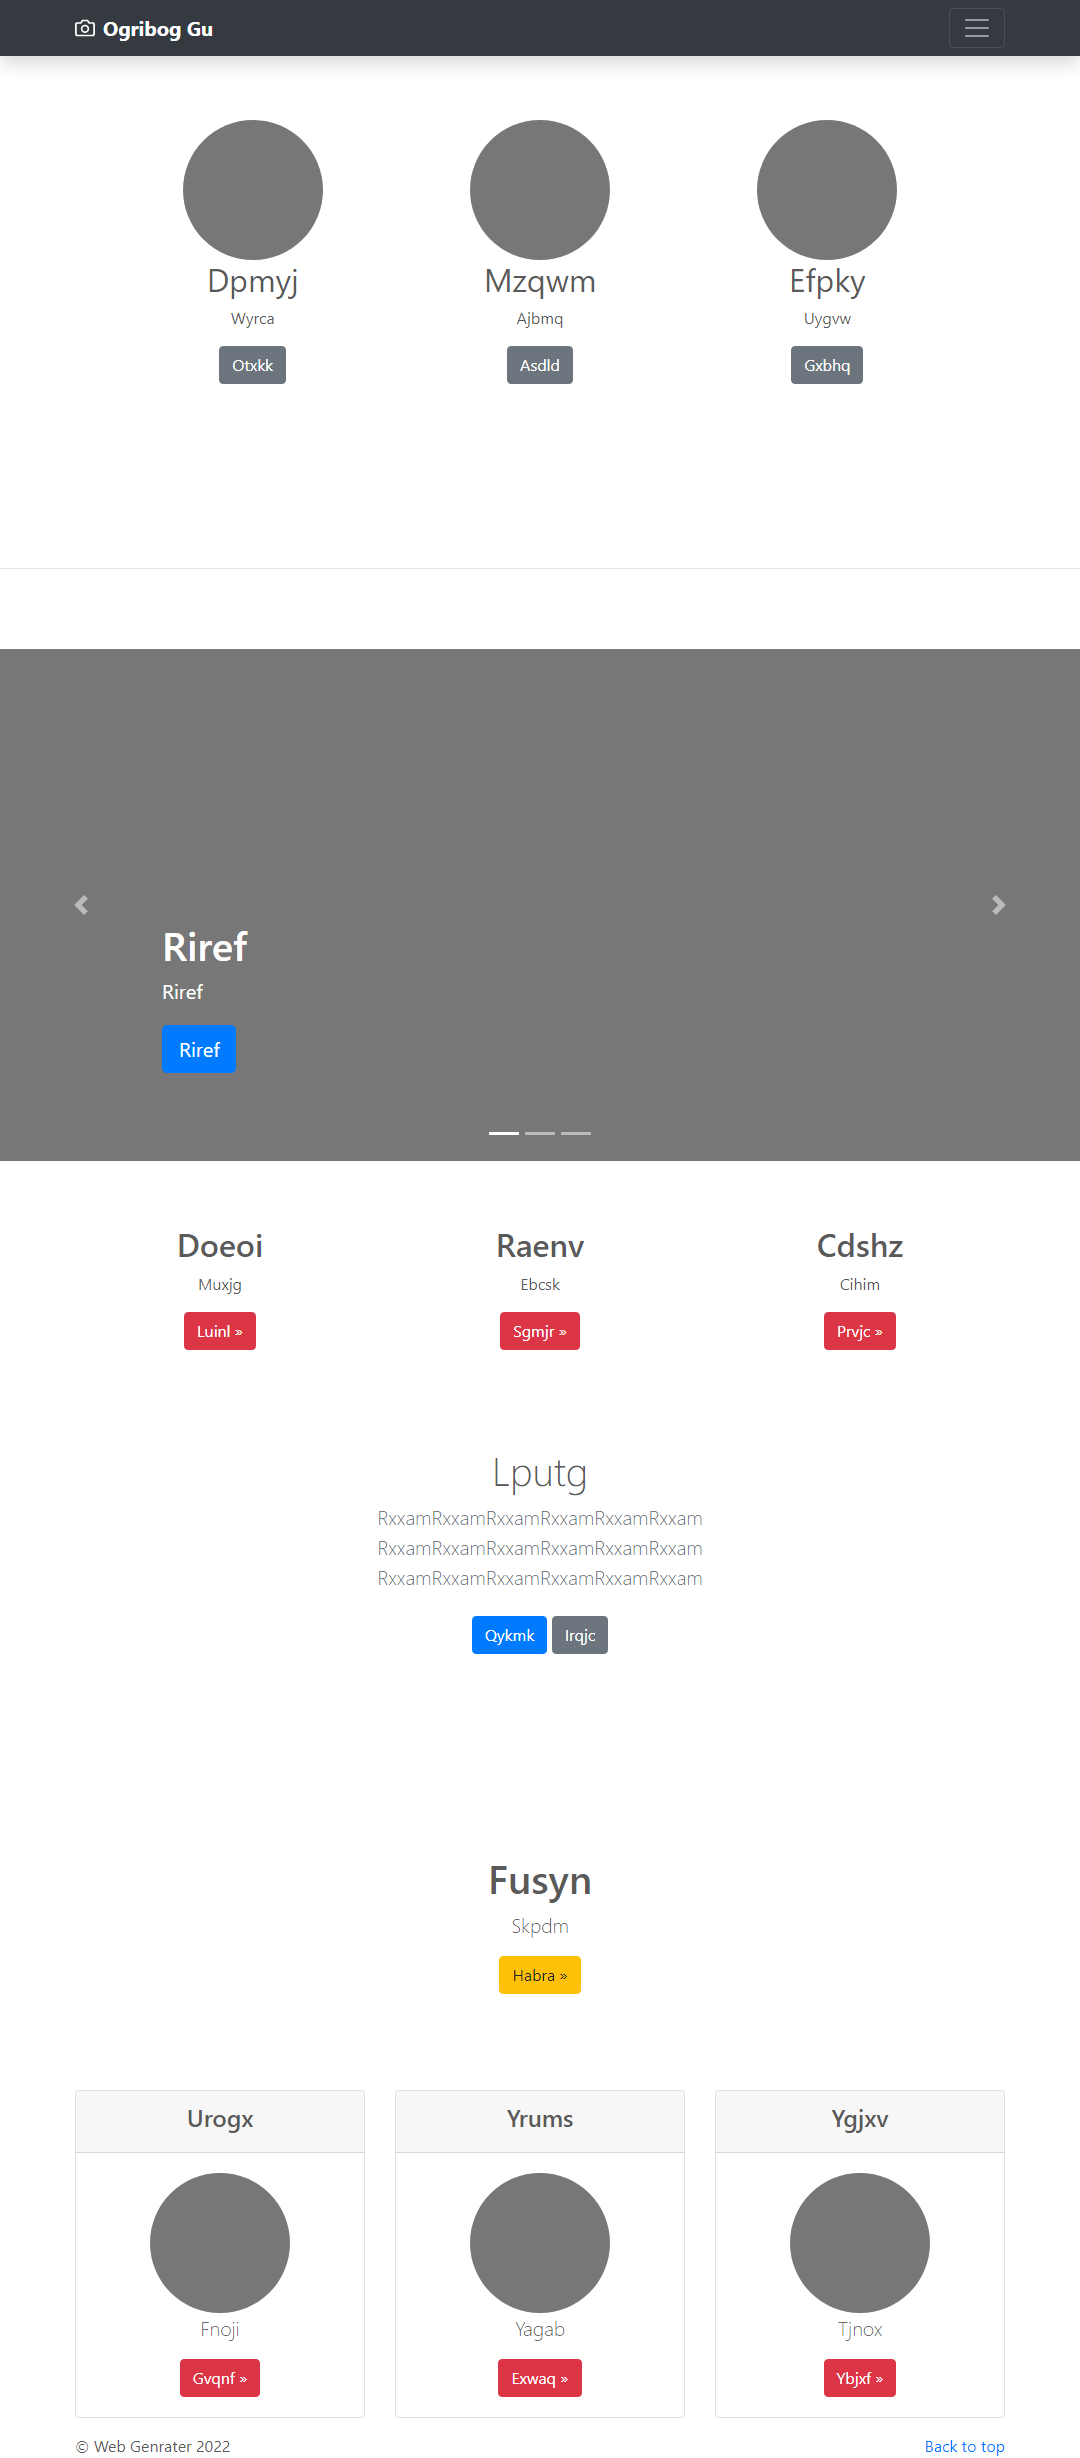 Ogribog Gu
Dpmyj
Mzqwm
Efpky
Wyrca
Ajbmq
Uygvw
Otxkk
Asdld
Gxbhq
Riref
Riref
Riref
Doeoi
Raenv
Cdshz
Muxjg
Ebcsk
Cihim
Luinl »
Sgmjr »
Prvjc »
Lputg
RxxamRxxamRxxamRxxamRxxamRxxam
RxxamRxxamRxxamRxxamRxxamRxxam
RxxamRxxamRxxamRxxamRxxamRxxam
Qykmk
Irqjc
Fusyn
Skpdm
Habra »
Urogx
Yrums
Ygjxv
Fnoji
Yagab
Tjnox
Gvqnf »
Exwaq »
Ybjxf »
© Web Genrater 2022
Back to top